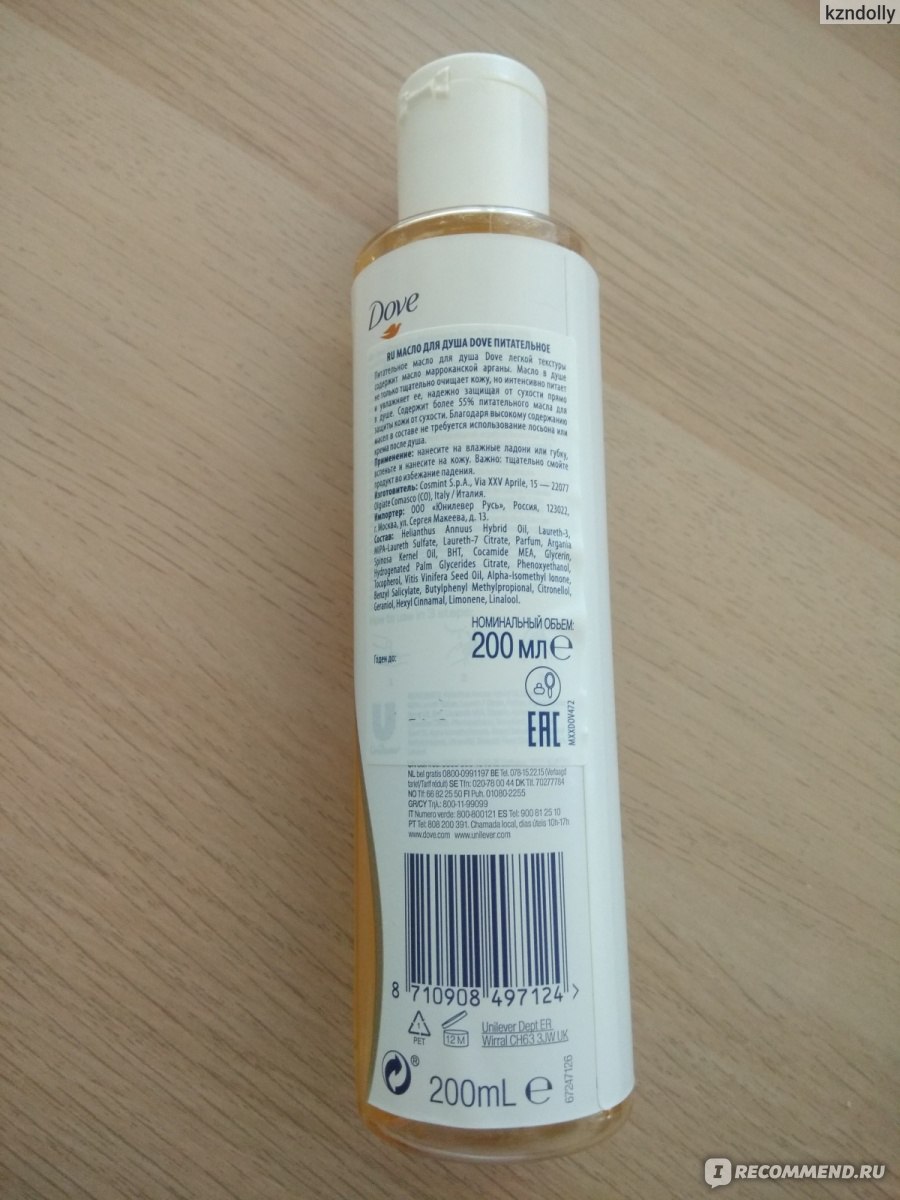 kzndolly
Dove
RU МАСЛО ДЛЯ ДУША DOVE ПИТАТЕЛЬНОЕ
Питательное масло для душа Dove легкой текстуры
содержит масло марроканской арганы. Масло в душе
не только тщательно очищает кожу, но интенсивно питает
и увлажняет ее, надежно защищая от сухости прямо
в душе. Содержит более 55% питательного масла для
защиты кожи от сухости. Благодаря высокому содержанию
масел в составе не требуется использование лосьона или
крема после душа.
Применение: нанесите на влажные ладони или губку,
вспеньте и нанесите на кожу. Важно: тщательно смойте
продукт во избежание падения.
Изготовитель: Cosmint S.p.A., Via XXV Aprile, 15 — 22077
Olgiate Comasco (CO), Italy / Италия.
Импортер: ООО «Юнилевер Русь», Россия, 123022,
г. Москва, ул. Сергея Макеева, д. 13.
Состав: Helianthus Annuus Hybrid Oil, Laureth-3,
MIPA-Laureth Sulfate, Laureth-7 Citrate, Parfum, Argania
Spinosa Kernel Oil, BHT, Cocamide MEA, Glycerin,
Hydrogenated Palm Glycerides Citrate, Phenoxyethanol,
Tocopherol, Vitis Vinifera Seed Oil, Alpha-Isomethyl Ionone,
Benzyl Salicylate, Butylphenyl Methylpropional, Citronellol,
Geraniol, Hexyl Cinnamal, Limonene, Linalool.
НОМИНАЛЬНЫЙ ОБЪЕМ:
200 мл e
Годен до:
EAC
MXXDOV472
NL bel gratis 0800-0991197 BE Tel. 078-15.22.15 (Verlaagd
tarief/Tarif réduit) SE Tfn: 020-78 00 44 DK Tlf. 70277784
NO Tlf: 66 82 25 50 FI Puh. 01080-2255
GR/CY Τηλ.: 800-11-99099
IT Numero verde: 800-800121 ES Tel: 900 81 25 10
PT Tel: 808 200 391. Chamada local, dias úteis 10h-17h
www.dove.com www.unilever.com
8 710908 497124 >
1
PET
12 M
Unilever Dept ER
Wirral CH63 3JW UK
®
200mL e
67247126
I RECOMMEND.RU